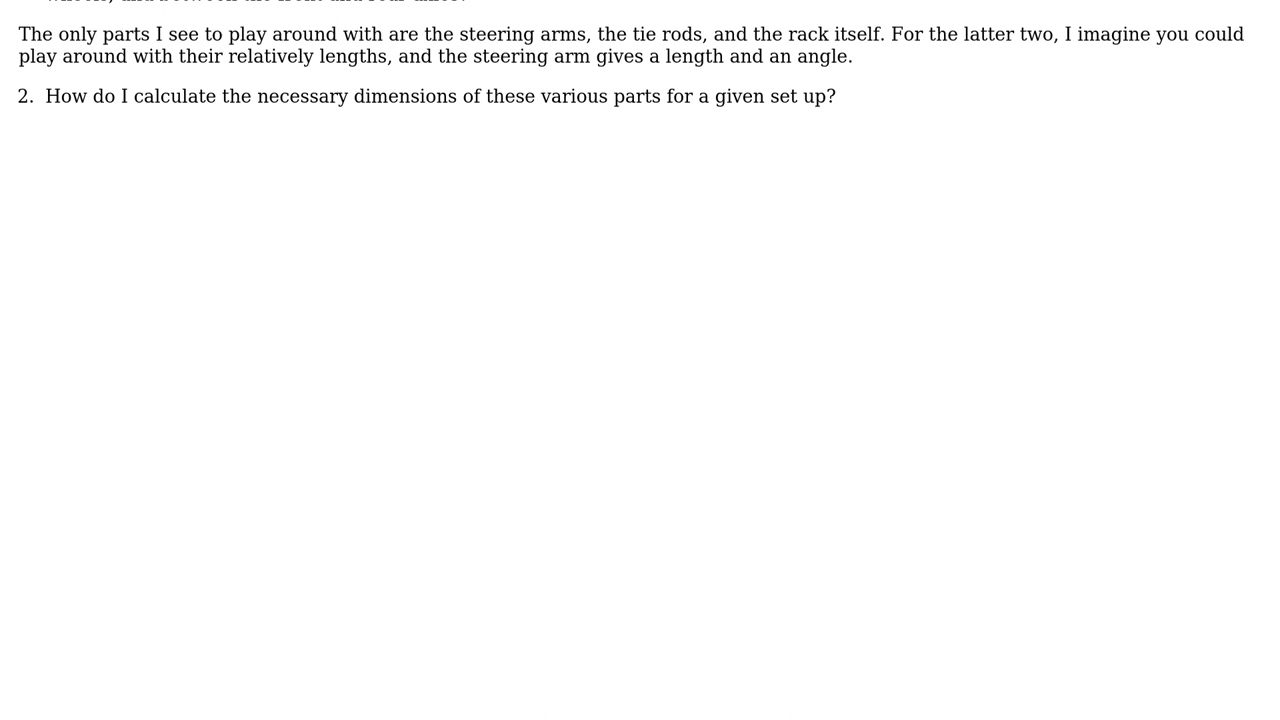 The only parts I see to play around with are the steering arms, the tie rods, and the rack itself. For the latter two, I imagine you could
play around with their relatively lengths, and the steering arm gives a length and an angle.
2. How do I calculate the necessary dimensions of these various parts for a given set up?